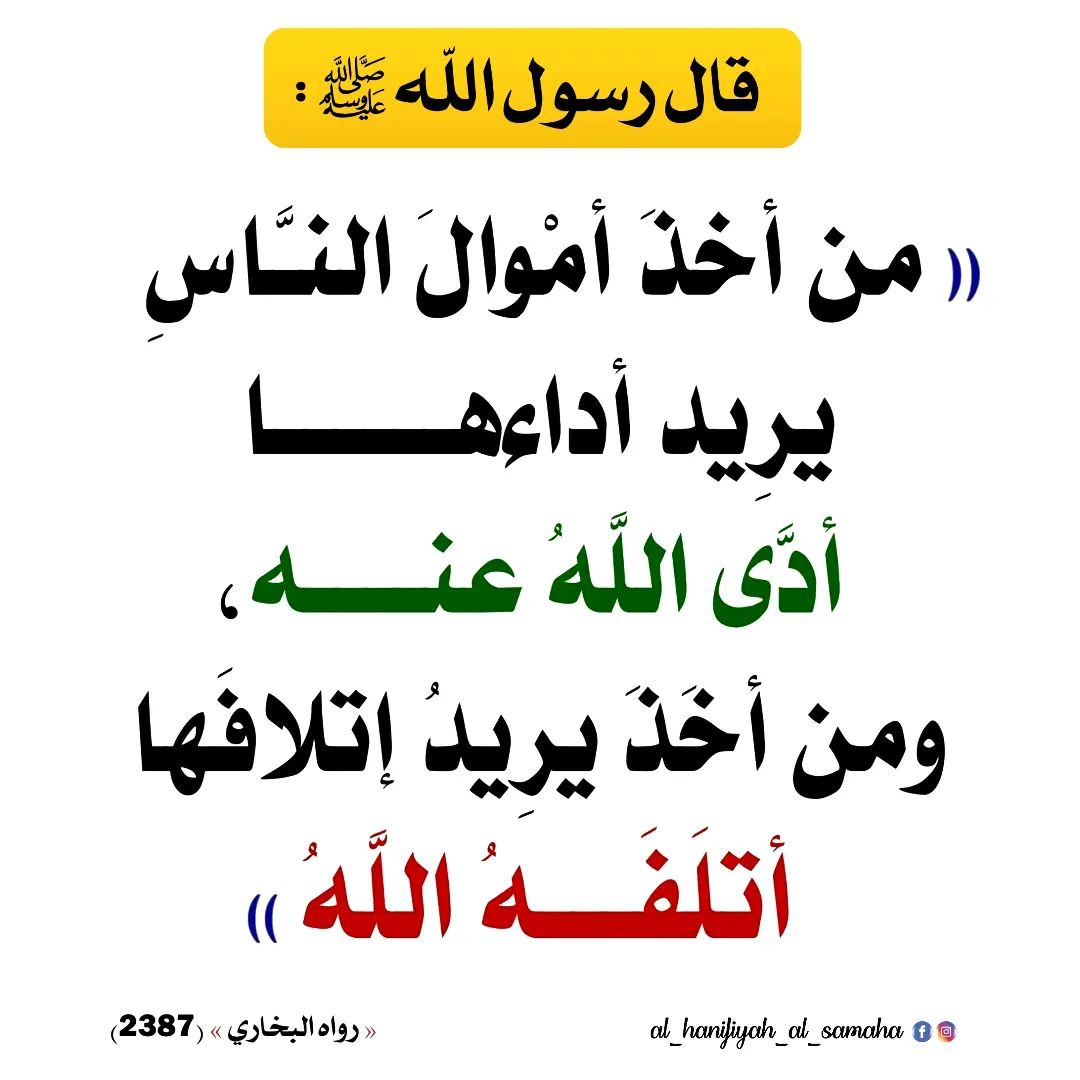 قال رسول الله ﷺ :
(( من أخذَ أمْوالَ النَّاسِ
يرِيد أداءها
أدَّى اللَّهُ عنه ،
ومن أخَذَ يرِيدُ إتلافَها
أتلَفَهُ اللَّهُ ))
« رواه البخاري » (2387)
al_hanifiyah_al_samaha